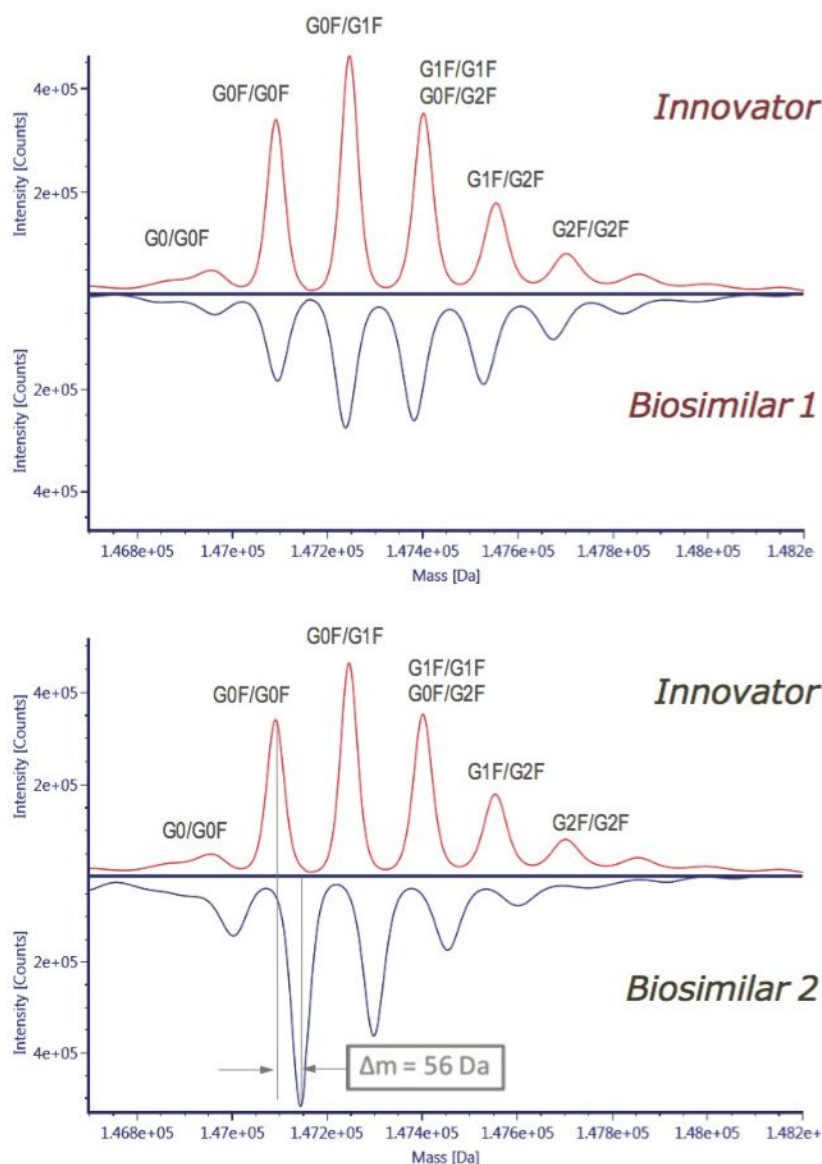 G0F/G1F
G0F/G0F
G1F/G1F
G0F/G2F
Innovator
G1F/G2F
G0/G0F
G2F/G2F
Intensity [Counts]
4e+05
2e+05
Intensity [Counts]
2e+05
4e+05
Biosimilar 1
1.468e+05 1.47e+05 1.472e+05 1.474e+05 1.476e+05 1.478e+05 1.48e+05 1.482e+
Mass [Da]
G0F/G1F
G0F/G0F
G1F/G1F
G0F/G2F
Innovator
G1F/G2F
G0/G0F
G2F/G2F
Intensity [Counts]
4e+05
2e+05
Intensity [Counts]
2e+05
4e+05
Biosimilar 2
Δm = 56 Da
1.468e+05 1.47e+05 1.472e+05 1.474e+05 1.476e+05 1.478e+05 1.48e+05 1.482e+
Mass [Da]